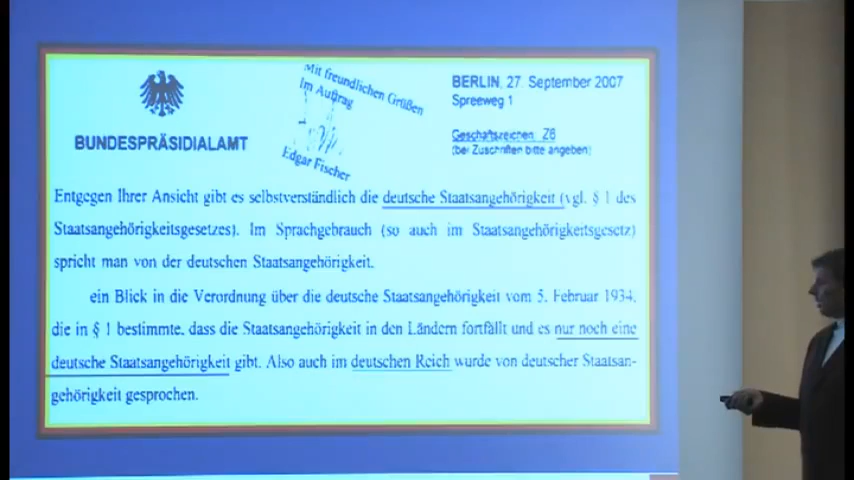 BUNDESPRÄSIDIALAMT
Mit freundlichen Grüßen
Im Auftrag
Edgar Fischer
BERLIN, 27. September 2007
Spreeweg 1
Geschäftszeichen Z6
(bei Zuschriften bitte angeben)
Entgegen Ihrer Ansicht gibt es selbstverständlich die deutsche Staatsangehörigkeit (vgl. § 1 des
Staatsangehörigkeitsgesetzes). Im Sprachgebrauch (so auch im Staatsangehörigkeitsgesetz)
spricht man von der deutschen Staatsangehörigkeit.
ein Blick in die Verordnung über die deutsche Staatsangehörigkeit vom 5. Februar 1934,
die in § 1 bestimmte, dass die Staatsangehörigkeit in den Ländern fortfällt und es nur noch eine
deutsche Staatsangehörigkeit gibt. Also auch im deutschen Reich wurde von deutscher Staatsan-
gehörigkeit gesprochen.